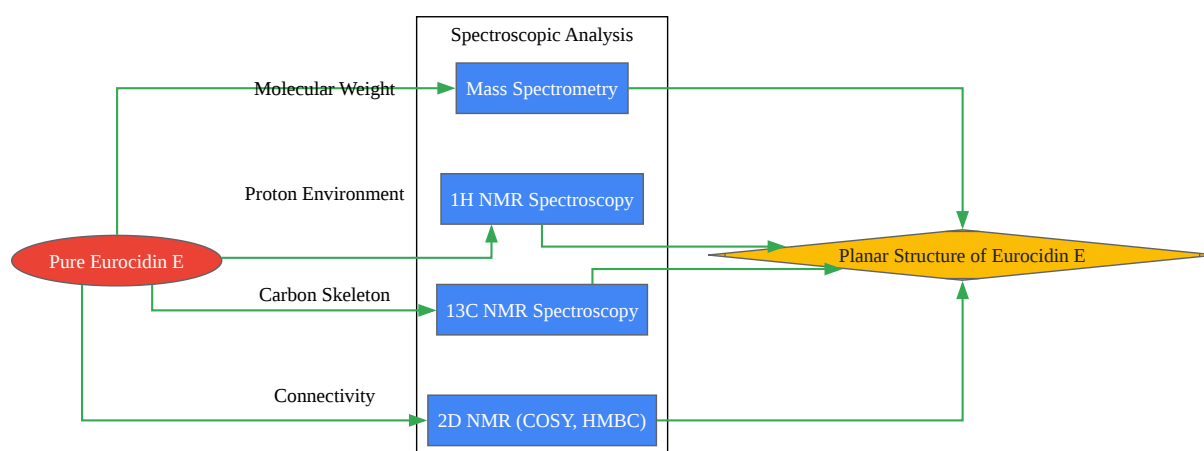 Spectroscopic Analysis
Molecular Weight
Mass Spectrometry
Proton Environment
1H NMR Spectroscopy
Pure Eurocidin E
Planar Structure of Eurocidin E
Carbon Skeleton
13C NMR Spectroscopy
Connectivity
2D NMR (COSY, HMBC)